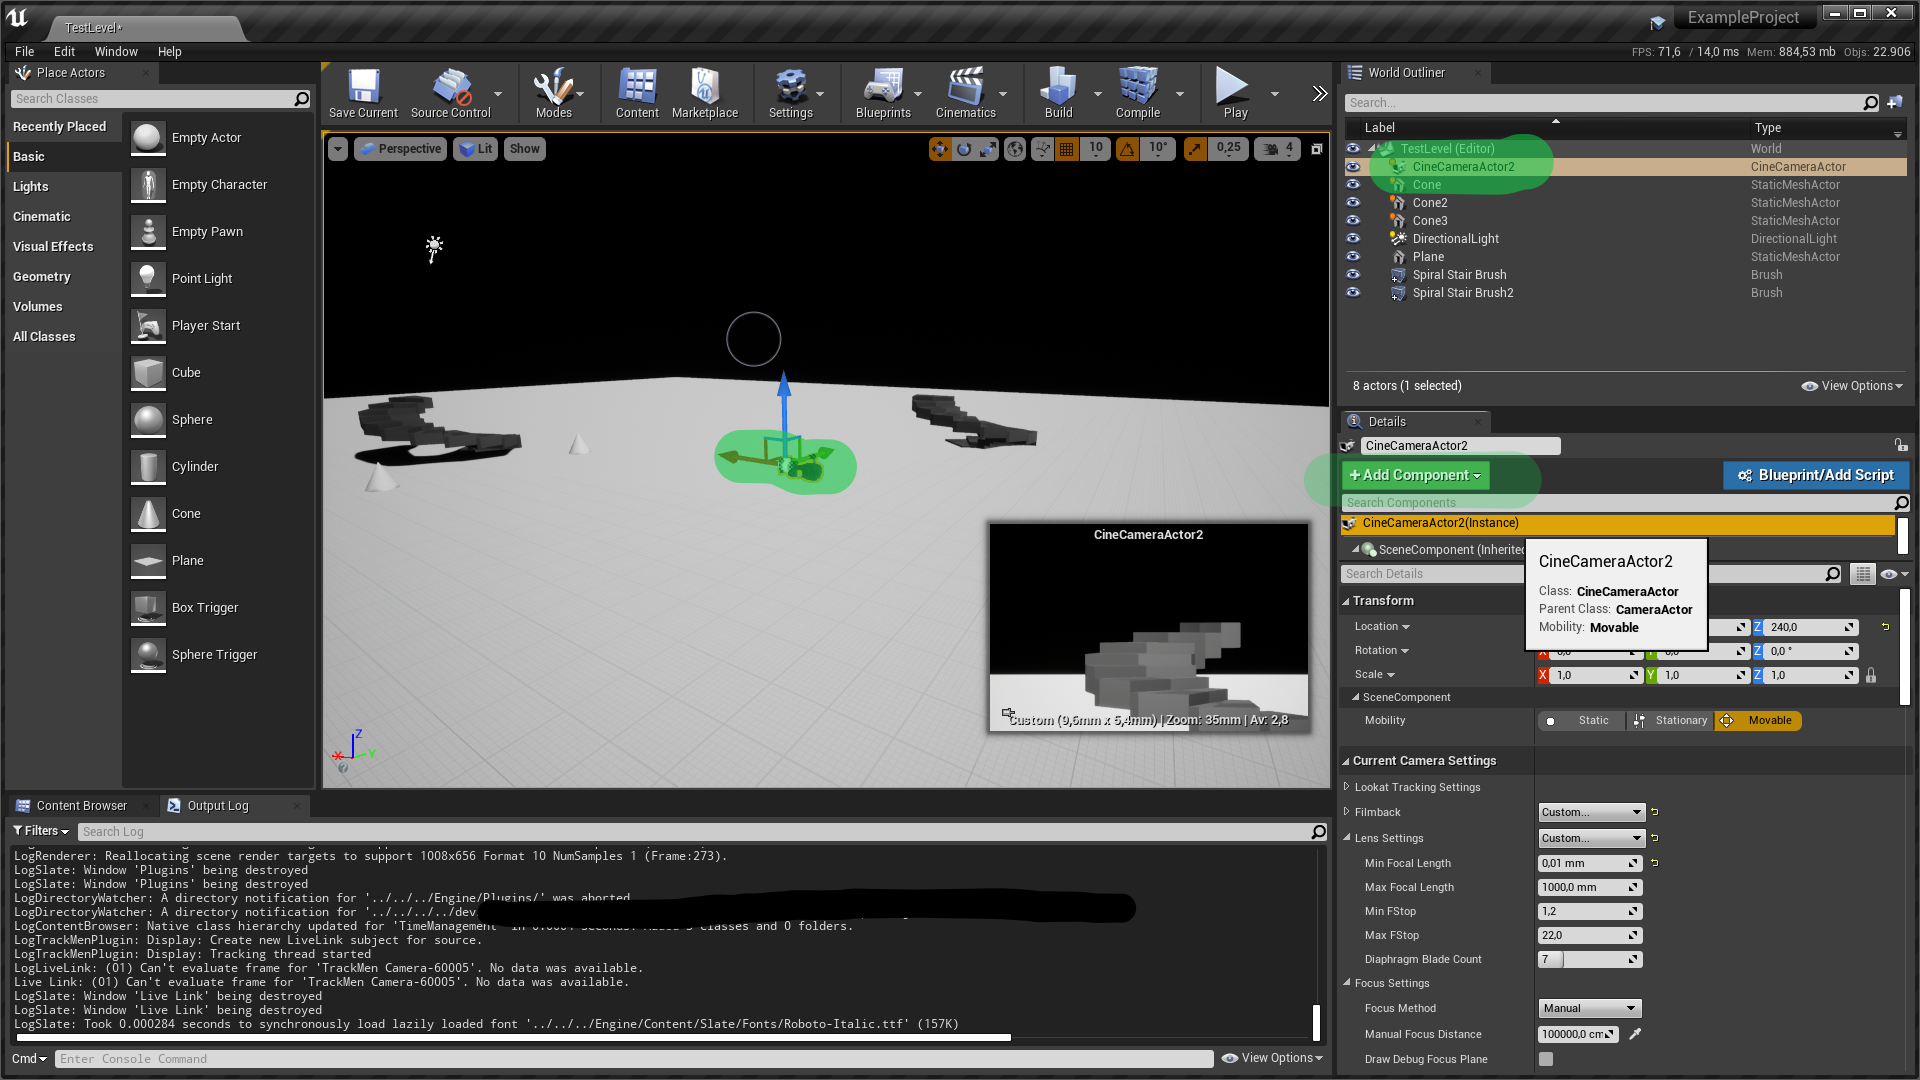 TestLevel*
ExampleProject
File Edit Window Help
FPS: 71,6 / 14,0 ms Mem: 884,53 mb Objs: 22.906
Place Actors
Search Classes
Recently Placed
Basic
Lights
Cinematic
Visual Effects
Geometry
Volumes
All Classes
Empty Actor
Empty Character
Empty Pawn
Point Light
Player Start
Cube
Sphere
Cylinder
Cone
Plane
Box Trigger
Sphere Trigger
Save Current Source Control Modes Content Marketplace Settings Blueprints Cinematics Build Compile Play
Perspective Lit Show 10 10° 0,25 4
CineCameraActor2
Custom (9,6mm x 5,4mm) | Zoom: 35mm | Av: 2,8
Z
X Y
World Outliner
Search...
Label Type
TestLevel (Editor) World
CineCameraActor2 CineCameraActor
Cone StaticMeshActor
Cone2 StaticMeshActor
Cone3 StaticMeshActor
DirectionalLight DirectionalLight
Plane StaticMeshActor
Spiral Stair Brush Brush
Spiral Stair Brush2 Brush
8 actors (1 selected) View Options
Details
CineCameraActor2
+Add Component Blueprint/Add Script
Search Components
CineCameraActor2(Instance)
SceneComponent (Inherited
Search Details
CineCameraActor2
Class: CineCameraActor
Parent Class: CameraActor
Mobility: Movable
Transform
Location Z 240,0
Rotation X 0,0 Y 0,0 Z 0,0 °
Scale X 1,0 Y 1,0 Z 1,0
SceneComponent
Mobility Static Stationary Movable
Current Camera Settings
Lookat Tracking Settings
Filmback Custom...
Lens Settings Custom...
Min Focal Length 0,01 mm
Max Focal Length 1000,0 mm
Min FStop 1,2
Max FStop 22,0
Diaphragm Blade Count 7
Focus Settings
Focus Method Manual
Manual Focus Distance 100000,0 cm
Draw Debug Focus Plane
Content Browser Output Log
Filters Search Log
LogRenderer: Reallocating scene render targets to support 1008x656 Format 10 NumSamples 1 (Frame:273).
LogSlate: Window 'Plugins' being destroyed
LogSlate: Window 'Plugins' being destroyed
LogDirectoryWatcher: A directory notification for '../../../Engine/Plugins/' was aborted
LogDirectoryWatcher: A directory notification for '../../../../dev
LogContentBrowser: Native class hierarchy updated for 'TimeManagement' in seconds. classes and 0 folders.
LogTrackMenPlugin: Display: Create new LiveLink subject for source.
LogTrackMenPlugin: Display: Tracking thread started
LogLiveLink: (01) Can't evaluate frame for 'TrackMen Camera-60005'. No data was available.
Live Link: (01) Can't evaluate frame for 'TrackMen Camera-60005'. No data was available.
LogSlate: Window 'Live Link' being destroyed
LogSlate: Window 'Live Link' being destroyed
LogSlate: Took 0.000284 seconds to synchronously load lazily loaded font '../../../Engine/Content/Slate/Fonts/Roboto-Italic.ttf' (157K)
Cmd Enter Console Command View Options